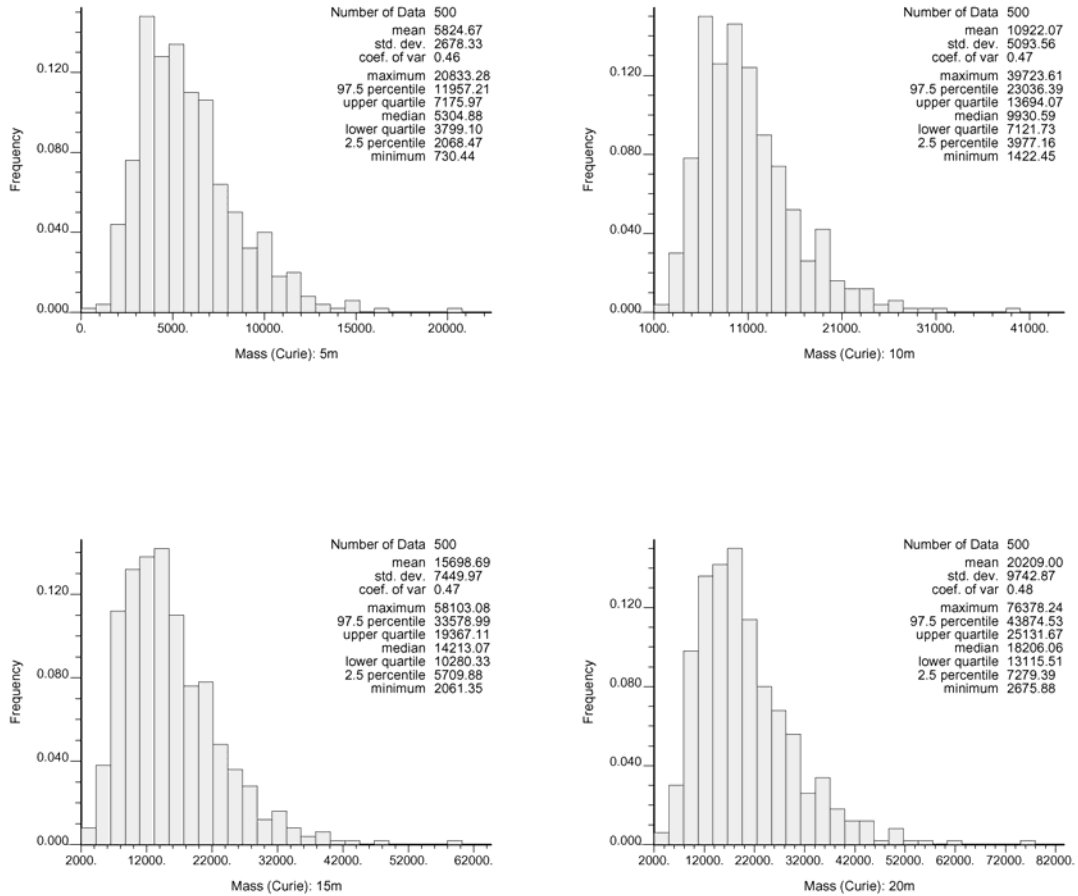 Number of Data 500
mean 5824.67
std. dev. 2678.33
coef. of var 0.46
maximum 20833.28
97.5 percentile 11957.21
upper quartile 7175.97
median 5304.88
lower quartile 3799.10
2.5 percentile 2068.47
minimum 730.44
Frequency
0.120
0.080
0.040
0.000
0. 5000. 10000. 15000. 20000.
Mass (Curie): 5m
Number of Data 500
mean 10922.07
std. dev. 5093.56
coef. of var 0.47
maximum 39723.61
97.5 percentile 23036.39
upper quartile 13694.07
median 9930.59
lower quartile 7121.73
2.5 percentile 3977.16
minimum 1422.45
Frequency
0.120
0.080
0.040
0.000
1000. 11000. 21000. 31000. 41000.
Mass (Curie): 10m
Number of Data 500
mean 15698.69
std. dev. 7449.97
coef. of var 0.47
maximum 58103.08
97.5 percentile 33578.99
upper quartile 19367.11
median 14213.07
lower quartile 10280.33
2.5 percentile 5709.88
minimum 2061.35
Frequency
0.120
0.080
0.040
0.000
2000. 12000. 22000. 32000. 42000. 52000. 62000.
Mass (Curie): 15m
Number of Data 500
mean 20209.00
std. dev. 9742.87
coef. of var 0.48
maximum 76378.24
97.5 percentile 43874.53
upper quartile 25131.67
median 18206.06
lower quartile 13115.51
2.5 percentile 7279.39
minimum 2675.88
Frequency
0.120
0.080
0.040
0.000
2000. 12000. 22000. 32000. 42000. 52000. 62000. 72000. 82000.
Mass (Curie): 20m